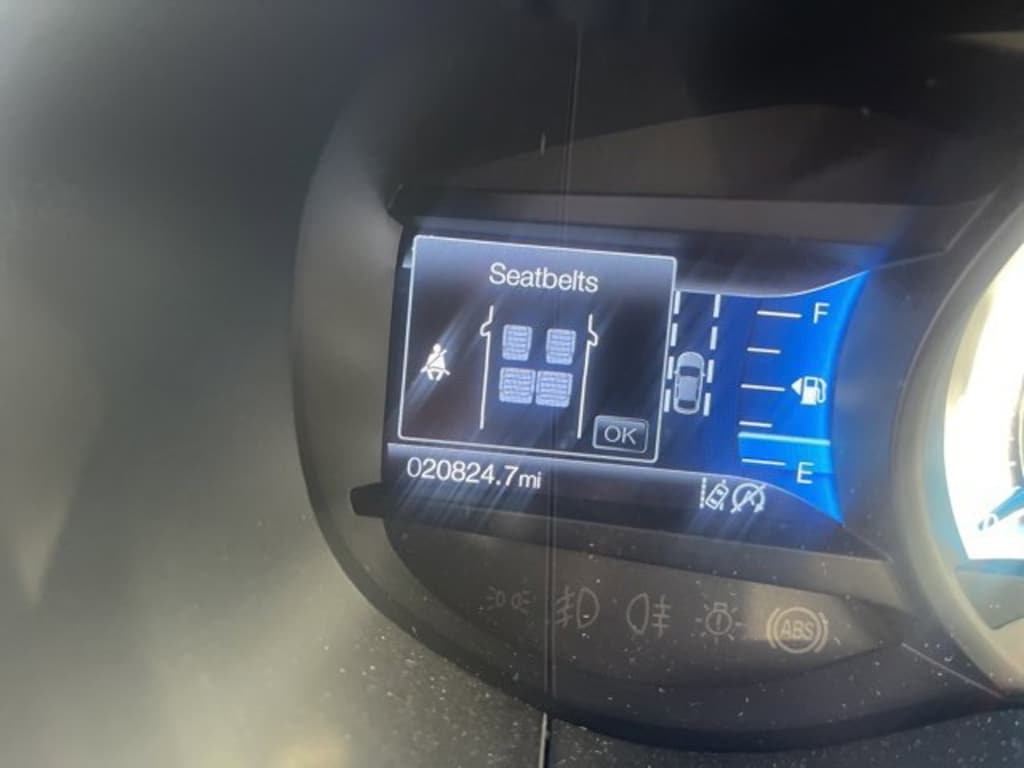 Seatbelts
F
OK
E
020824.7mi
ABS